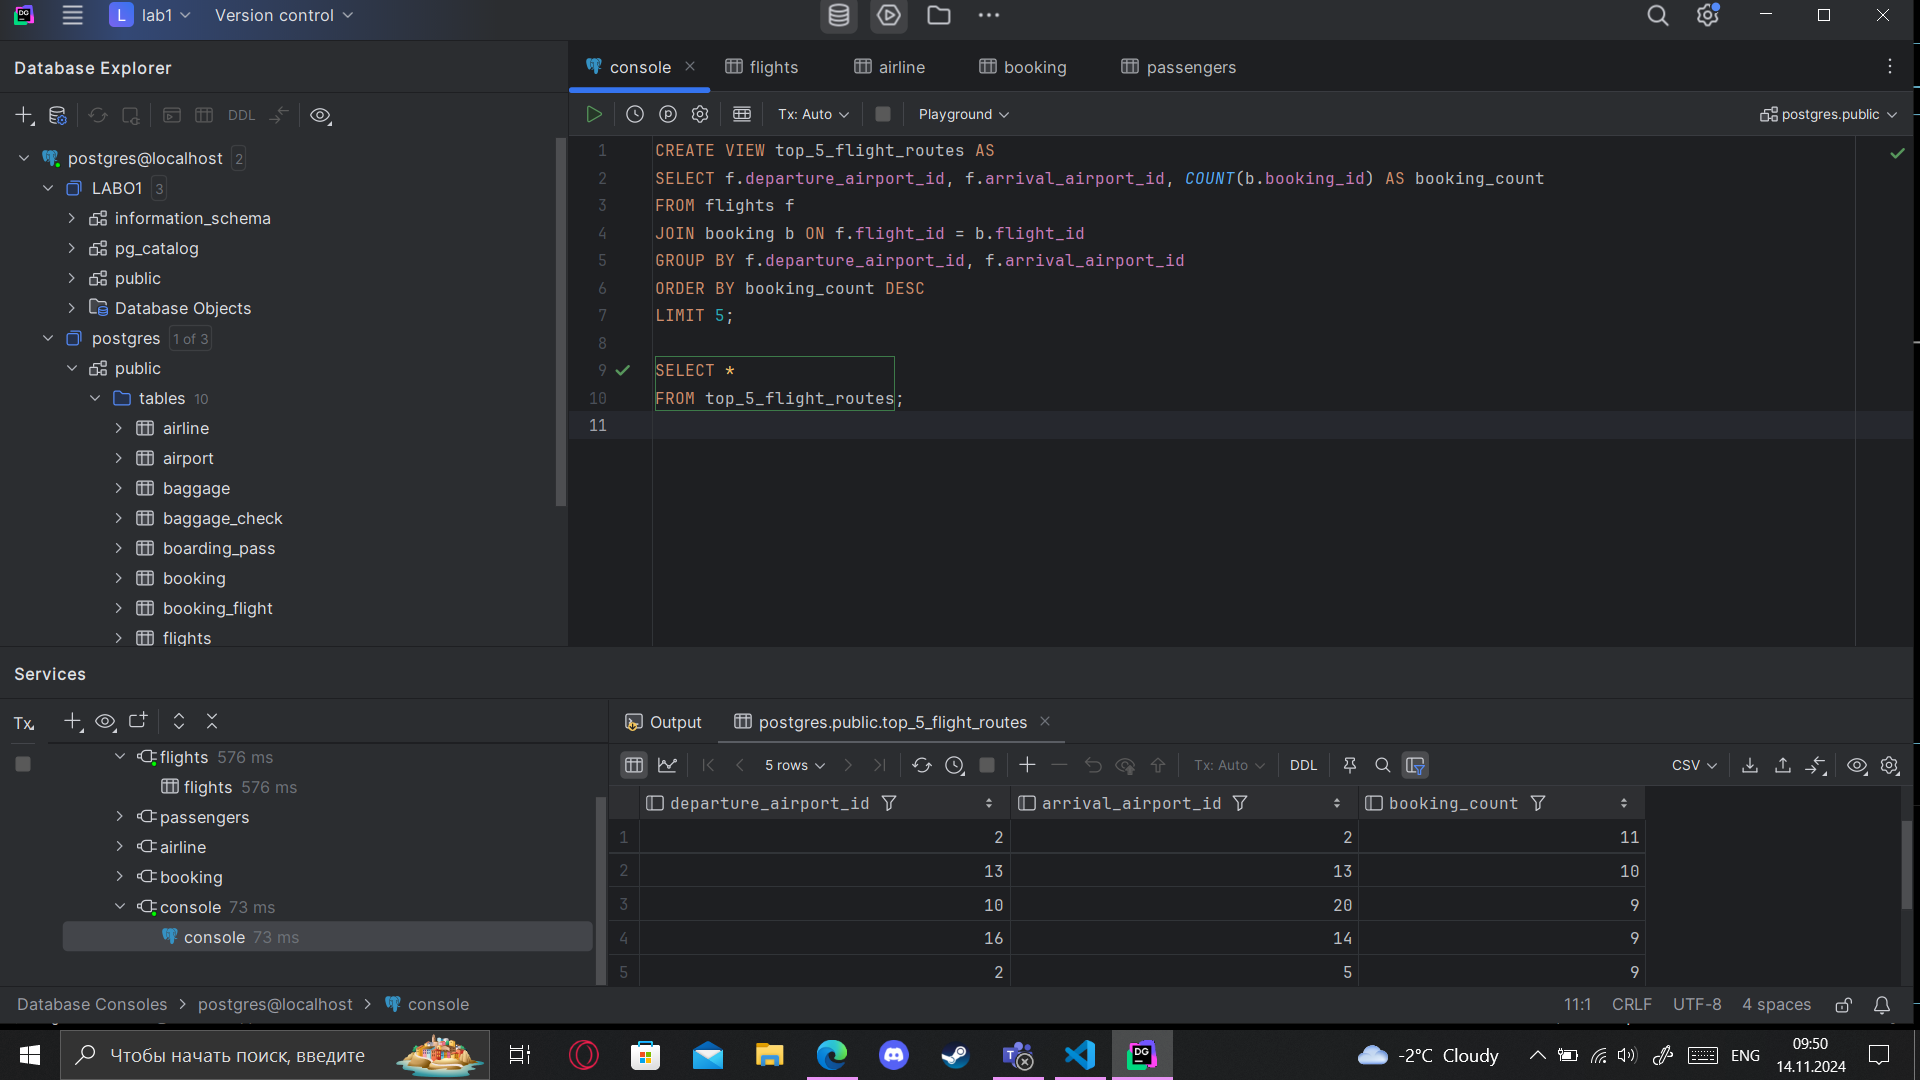 L lab1 Version control
Database Explorer
console flights airline booking passengers
DDL
Tx: Auto Playground postgres.public
postgres@localhost 2
LABO1 3
information_schema
pg_catalog
public
Database Objects
postgres 1 of 3
public
tables 10
airline
airport
baggage
baggage_check
boarding_pass
booking
booking_flight
flights
1 CREATE VIEW top_5_flight_routes AS
2 SELECT f.departure_airport_id, f.arrival_airport_id, COUNT(b.booking_id) AS booking_count
3 FROM flights f
4 JOIN booking b ON f.flight_id = b.flight_id
5 GROUP BY f.departure_airport_id, f.arrival_airport_id
6 ORDER BY booking_count DESC
7 LIMIT 5;
8
9 SELECT *
10 FROM top_5_flight_routes;
11
Services
Tx
flights 576 ms
flights 576 ms
passengers
airline
booking
console 73 ms
console 73 ms
Output postgres.public.top_5_flight_routes
5 rows Tx: Auto DDL CSV
departure_airport_id arrival_airport_id booking_count
1 2 2 11
2 13 13 10
3 10 20 9
4 16 14 9
5 2 5 9
Database Consoles > postgres@localhost > console
11:1 CRLF UTF-8 4 spaces
Чтобы начать поиск, введите
-2°C Cloudy ENG 09:50
14.11.2024